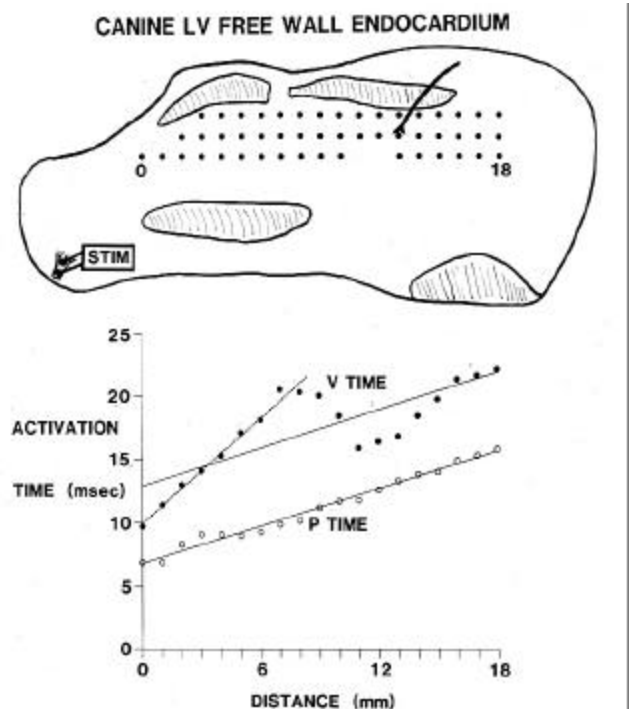 CANINE LV FREE WALL ENDOCARDIUM
0
18
STIM
25
20
15
10
5
0
ACTIVATION
TIME (msec)
V TIME
P TIME
0
6
12
18
DISTANCE (mm)